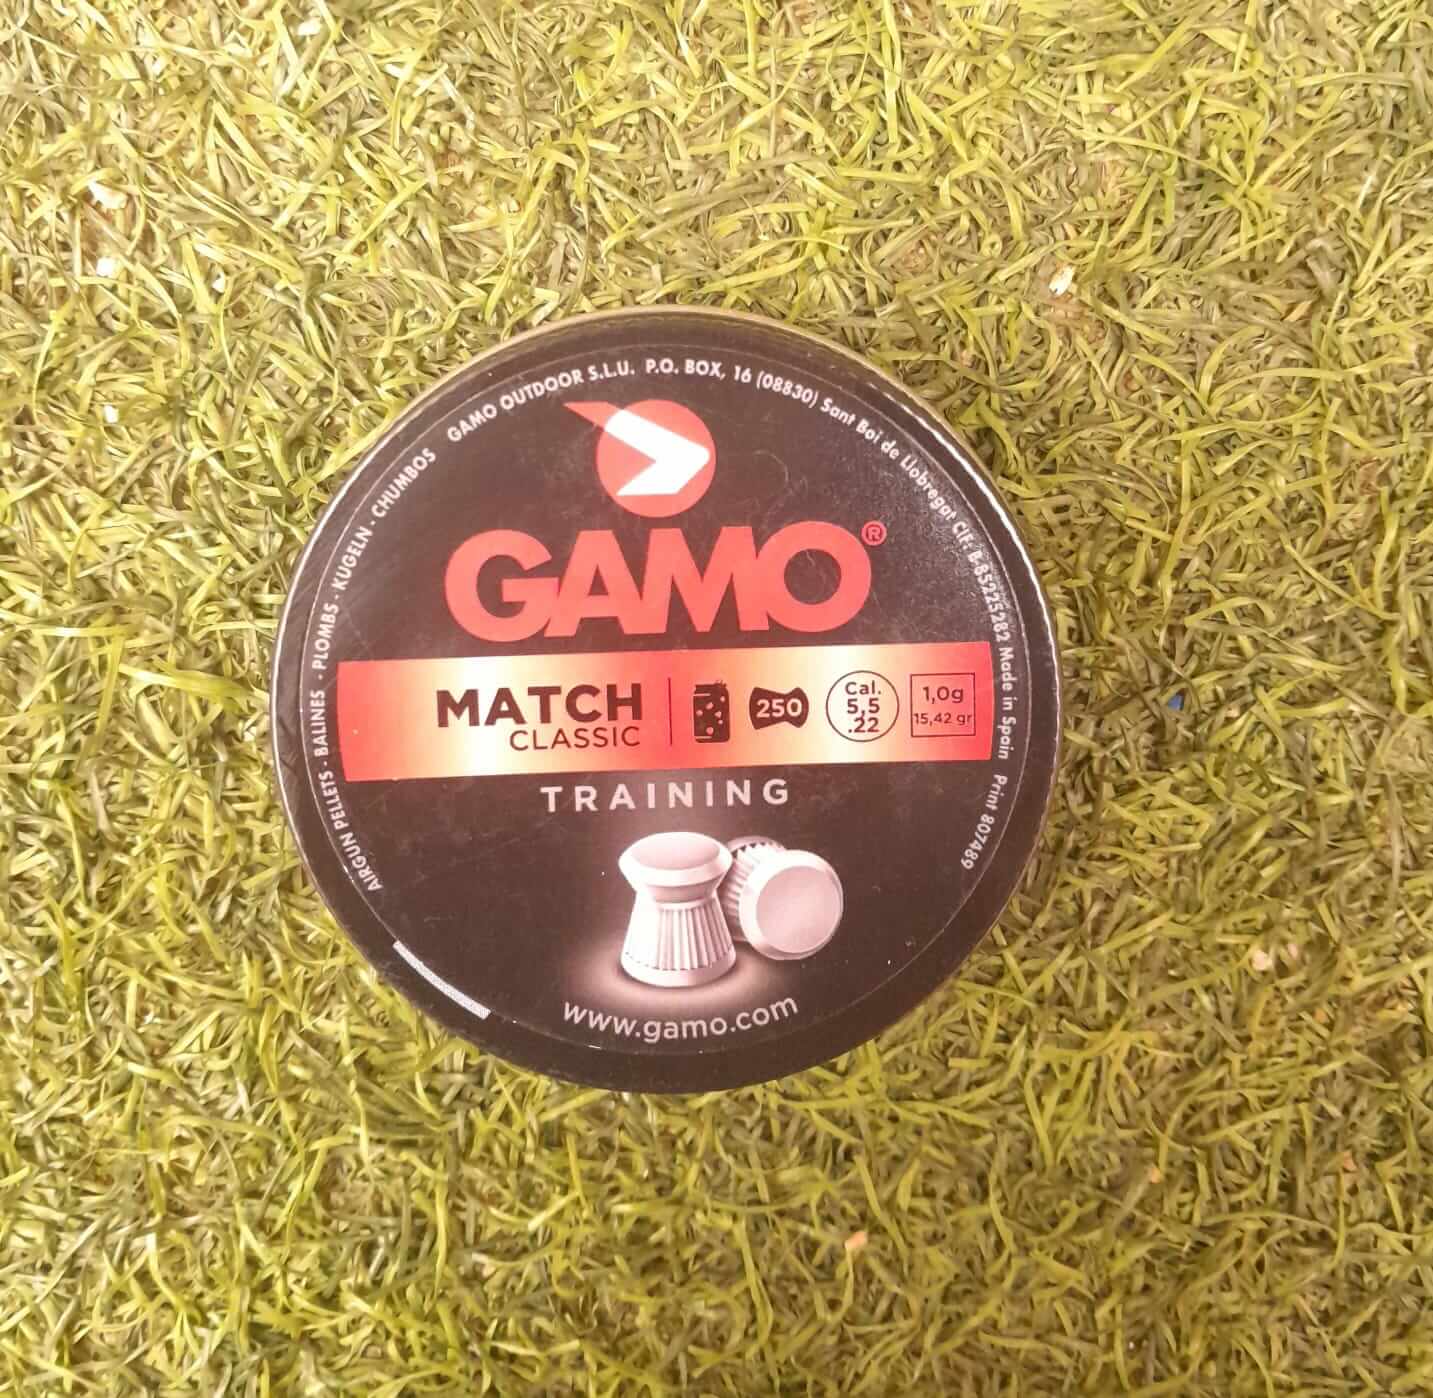 AIRGUN PELLETS - BALINES - PLOMBS - KUGELN - CHUMBOS
GAMO OUTDOOR S.L.U. P.O. BOX, 16 (08830) Sant Boi de Llobregat CIF: B-85225282 Made in Spain Print 807489
GAMO®
MATCH
CLASSIC
250
Cal.
5,5
.22
1,0g
15,42 gr
TRAINING
www.gamo.com